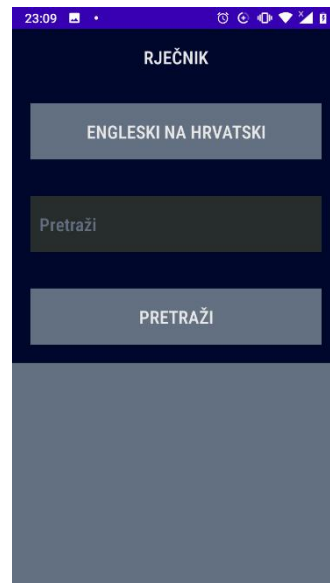 23:09
RJEČNIK
ENGLESKI NA HRVATSKI
Pretraži
PRETRAŽI